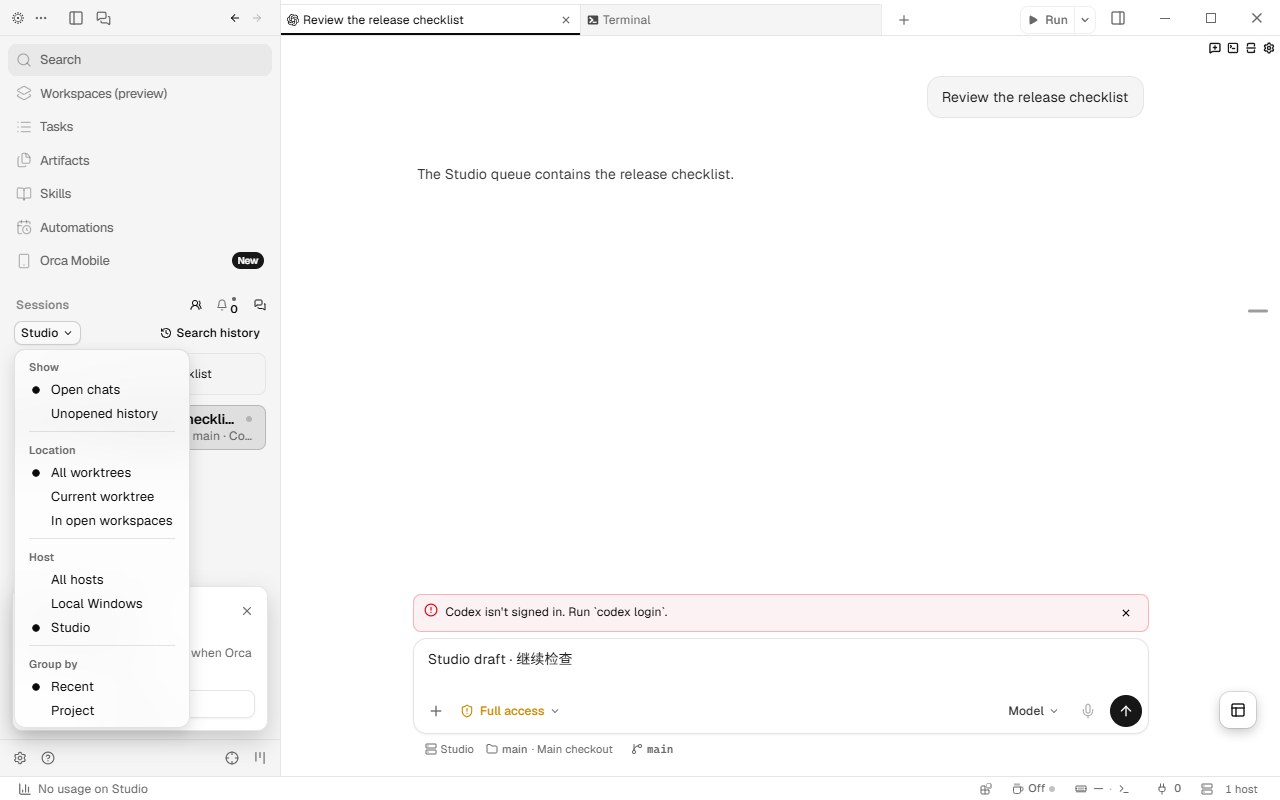 Review the release checklist
Terminal
Run
Search
Workspaces (preview)
Tasks
Artifacts
Skills
Automations
Orca Mobile
New
Sessions
0
Studio
Search history
Show
Open chats
Unopened history
Location
All worktrees
Current worktree
In open workspaces
Host
All hosts
Local Windows
Studio
Group by
Recent
Project
klist
heckli...
main · Co...
when Orca
No usage on Studio
Review the release checklist
The Studio queue contains the release checklist.
Codex isn't signed in. Run `codex login`.
Studio draft · 继续检查
Full access
Model
Studio
main · Main checkout
main
Off
0
1 host